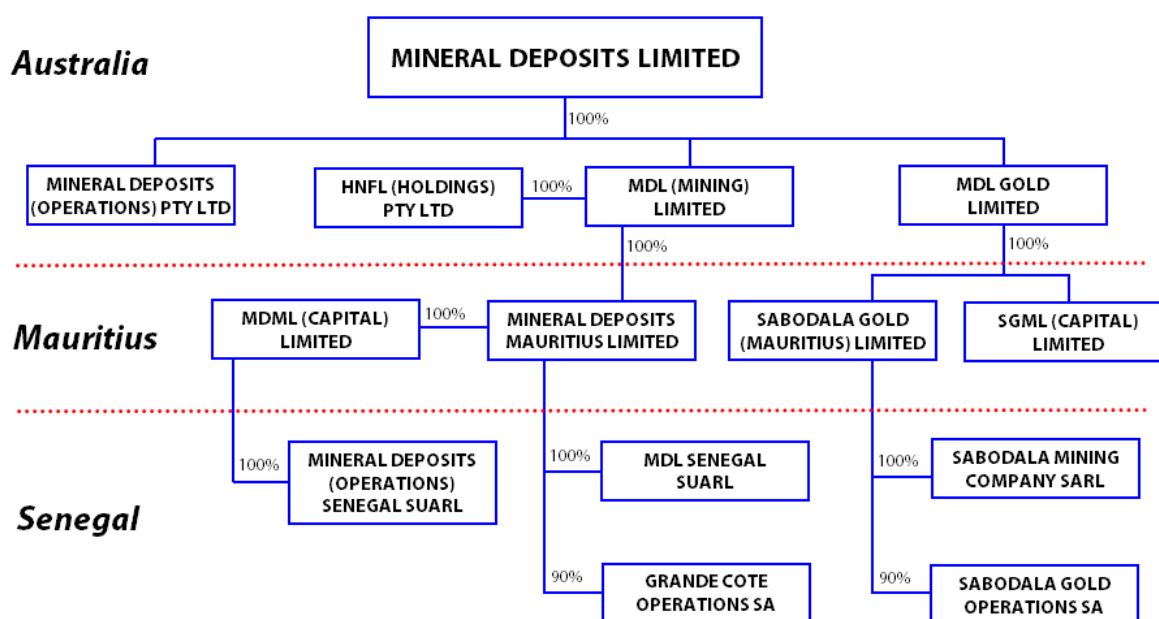 Australia
MINERAL DEPOSITS LIMITED
100%
MINERAL DEPOSITS
(OPERATIONS) PTY LTD
HNFL (HOLDINGS)
PTY LTD
100%
MDL (MINING)
LIMITED
MDL GOLD
LIMITED
100%
100%
Mauritius
MDML (CAPITAL)
LIMITED
100%
MINERAL DEPOSITS
MAURITIUS LIMITED
SABODALA GOLD
(MAURITIUS) LIMITED
SGML (CAPITAL)
LIMITED
Senegal
100%
MINERAL DEPOSITS
(OPERATIONS)
SENEGAL SUARL
100%
MDL SENEGAL
SUARL
100%
SABODALA MINING
COMPANY SARL
90%
GRANDE COTE
OPERATIONS SA
90%
SABODALA GOLD
OPERATIONS SA